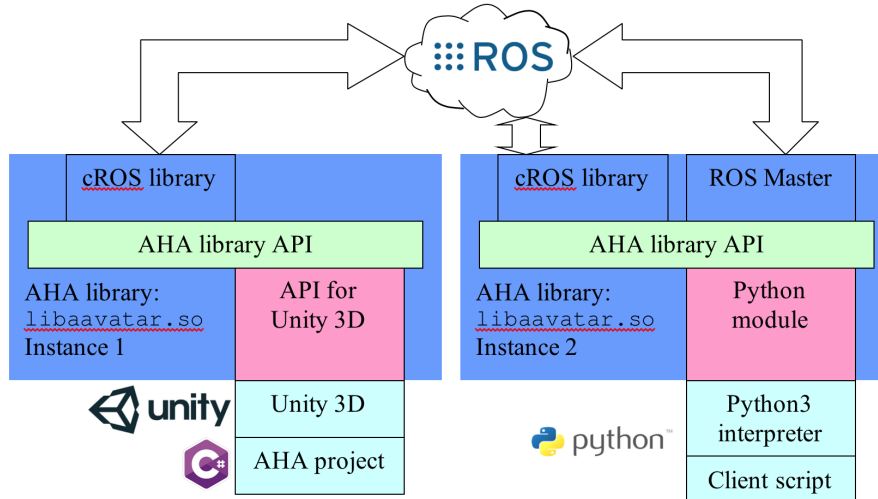 ROS
cROS library
cROS library
ROS Master
AHA library API
AHA library API
AHA library:
libaavatar.so
Instance 1
API for
Unity 3D
AHA library:
libaavatar.so
Instance 2
Python
module
unity
Unity 3D
C#
AHA project
python™
Python3
interpreter
Client script